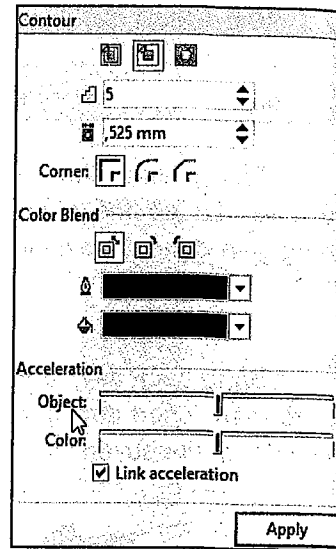 Contour
5
,525 mm
Corner:
Color Blend
Acceleration
Object:
Color:
Link acceleration
Apply